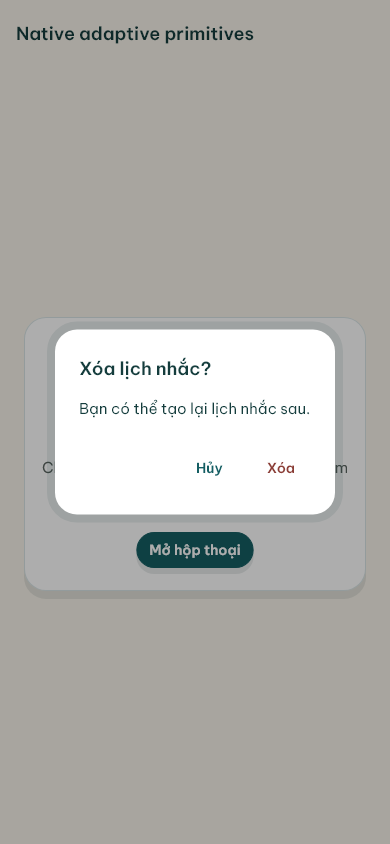 Native adaptive primitives
Xóa lịch nhắc?
Bạn có thể tạo lại lịch nhắc sau.
Hủy
Xóa
Mở hộp thoại